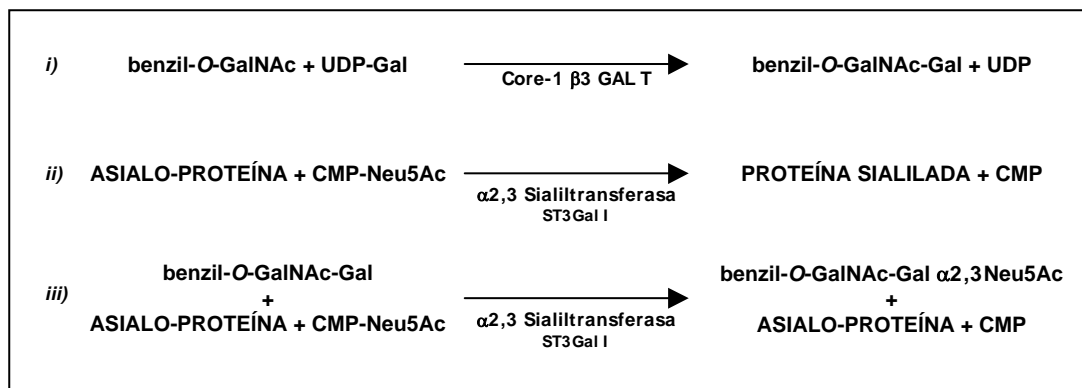 i) benzil-O-GalNAc + UDP-Gal Core-1 β3 GAL T benzil-O-GalNAc-Gal + UDP
ii) ASIALO-PROTEÍNA + CMP-Neu5Ac α2,3 Sialiltransferasa PROTEÍNA SIALILADA + CMP
ST3Gal I
benzil-O-GalNAc-Gal benzil-O-GalNAc-Gal α2,3Neu5Ac
iii) + +
ASIALO-PROTEÍNA + CMP-Neu5Ac α2,3 Sialiltransferasa ASIALO-PROTEÍNA + CMP
ST3Gal I